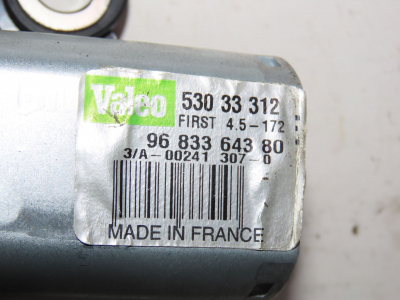 Valeo 530 33 312
FIRST 4.5-172
96 833 643 80
3/A-00241 307-0
MADE IN FRANCE